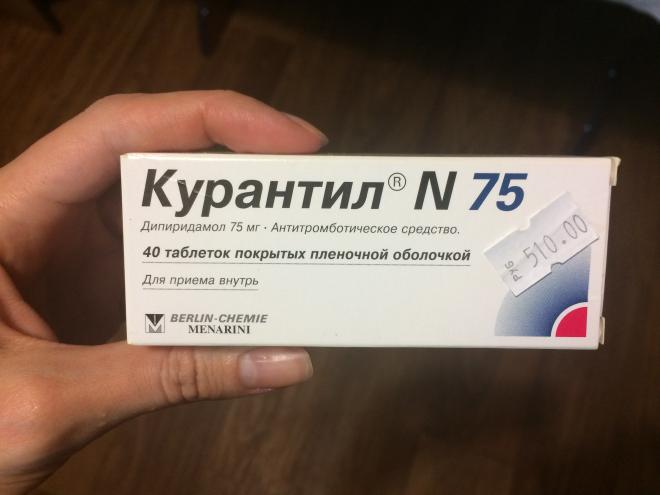 Курантил® N 75
Дипиридамол 75 мг · Антитромботическое средство.
40 таблеток покрытых пленочной оболочкой
Для приема внутрь
BERLIN-CHEMIE
MENARINI
РУБ 510.00